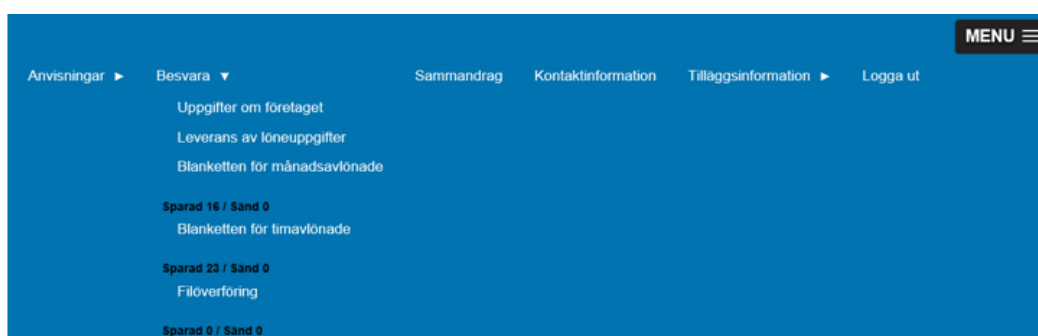 MENU
Anvisningar ► Besvara ▼ Sammandrag Kontaktinformation Tilläggsinformation ► Logga ut
Uppgifter om företaget
Leverans av löneuppgifter
Blanketten för månadsavlönade
Sparad 16 / Sänd 0
Blanketten för timavlönade
Sparad 23 / Sänd 0
Filöverföring
Sparad 0 / Sänd 0